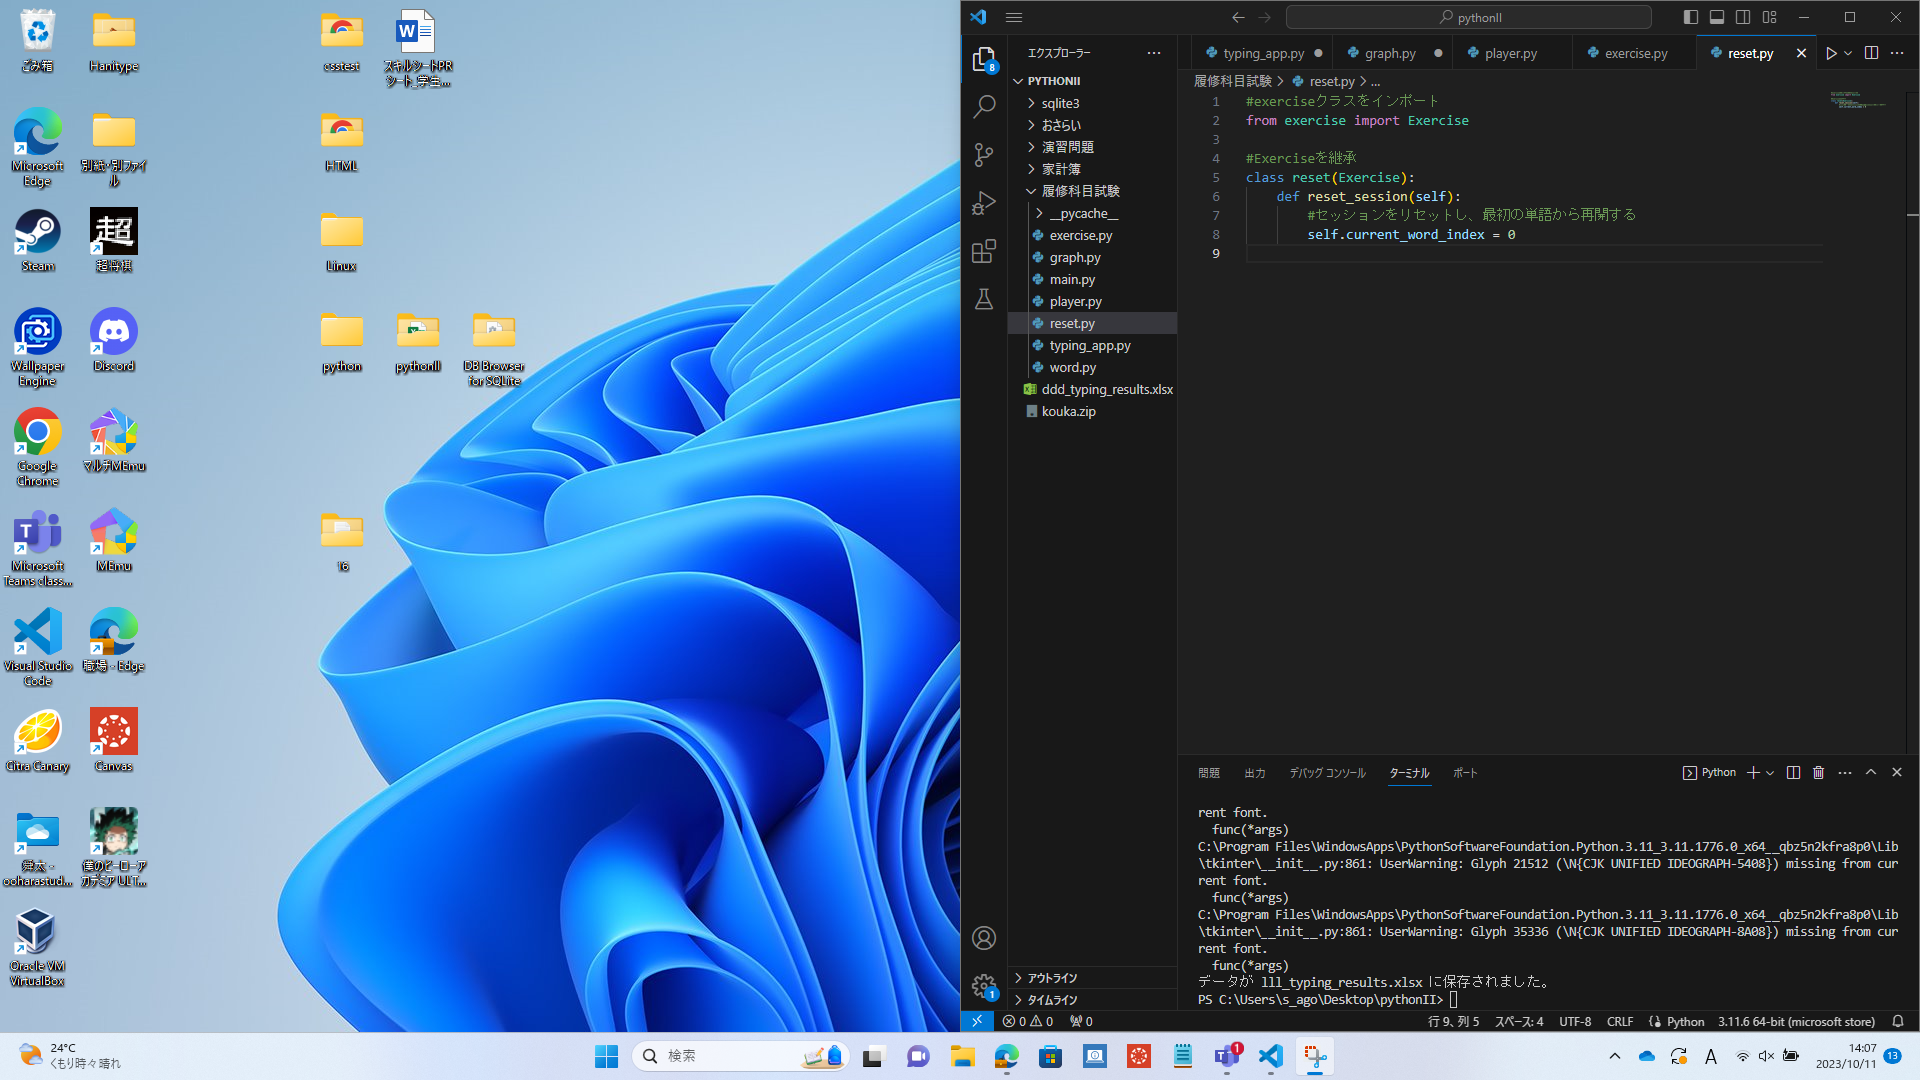 ごみ箱
Hanitype
csstest
スキルシートPR
シート_学生...
Microsoft
Edge
別紙・別ファイ
ル
HTML
Steam
超将棋
Linux
Wallpaper
Engine
Discord
python
pythonII
DB Browser
for SQLite
Google
Chrome
マルチMEmu
Microsoft
Teams class...
MEmu
16
Visual Studio
Code
職場 - Edge
Citra Canary
Canvas
舜太 -
ooharastud...
僕のヒーローア
カデミア ULT...
Oracle VM
VirtualBox
pythonII
エクスプローラー
typing_app.py
graph.py
player.py
exercise.py
reset.py
8
PYTHONII
sqlite3
おさらい
演習問題
家計簿
履修科目試験
__pycache__
exercise.py
graph.py
main.py
player.py
reset.py
typing_app.py
word.py
ddd_typing_results.xlsx
kouka.zip
アウトライン
タイムライン
履修科目試験 > reset.py > ...
1 #exerciseクラスをインポート
2 from exercise import Exercise
3
4 #Exerciseを継承
5 class reset(Exercise):
6 def reset_session(self):
7 #セッションをリセットし、最初の単語から再開する
8 self.current_word_index = 0
9
問題 出力 デバッグ コンソール ターミナル ポート
Python
rent font.
func(*args)
C:\Program Files\WindowsApps\PythonSoftwareFoundation.Python.3.11_3.11.1776.0_x64__qbz5n2kfra8p0\Lib
\tkinter\__init__.py:861: UserWarning: Glyph 21512 (\N{CJK UNIFIED IDEOGRAPH-5408}) missing from cur
rent font.
func(*args)
C:\Program Files\WindowsApps\PythonSoftwareFoundation.Python.3.11_3.11.1776.0_x64__qbz5n2kfra8p0\Lib
\tkinter\__init__.py:861: UserWarning: Glyph 35336 (\N{CJK UNIFIED IDEOGRAPH-8A08}) missing from cur
rent font.
func(*args)
データが lll_typing_results.xlsx に保存されました。
PS C:\Users\s_ago\Desktop\pythonII>
1
0 0 0
行 9、列 5 スペース: 4 UTF-8 CRLF Python 3.11.6 64-bit (microsoft store)
24°C
くもり時々晴れ
検索
1
A
14:07
2023/10/11
13